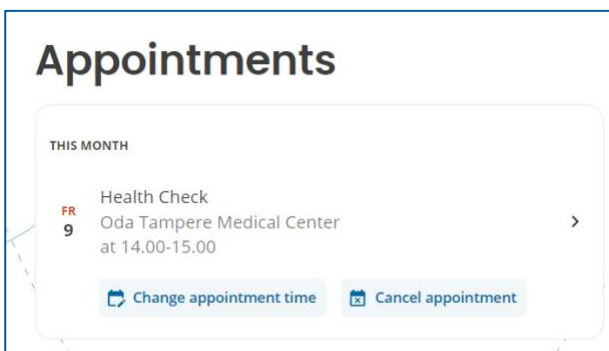 Appointments
THIS MONTH
FR
9
Health Check
Oda Tampere Medical Center
at 14.00-15.00
Change appointment time
Cancel appointment